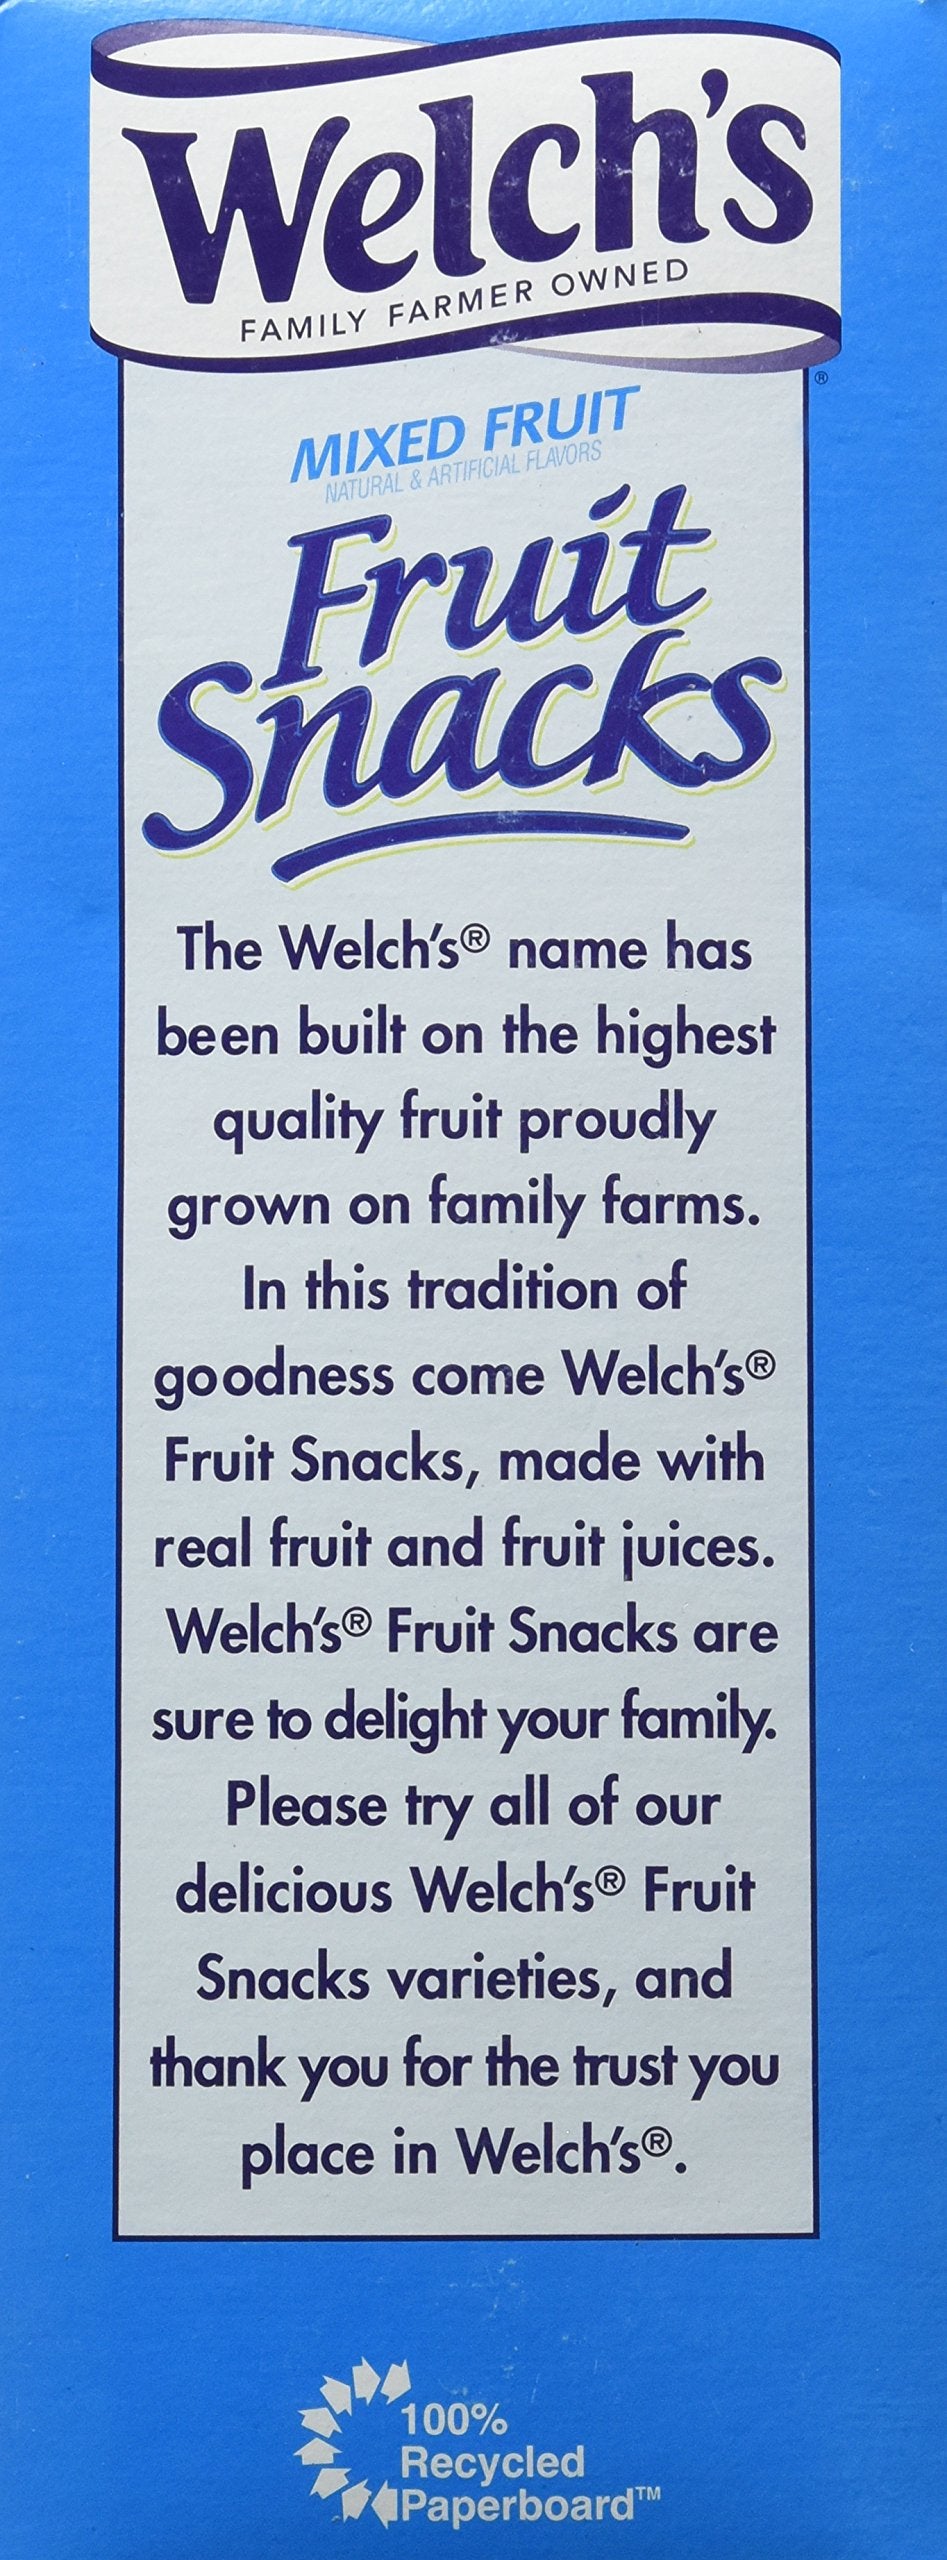 Welch's
FAMILY FARMER OWNED
®
MIXED FRUIT
NATURAL & ARTIFICIAL FLAVORS
Fruit
Snacks
The Welch's® name has
been built on the highest
quality fruit proudly
grown on family farms.
In this tradition of
goodness come Welch's®
Fruit Snacks, made with
real fruit and fruit juices.
Welch's® Fruit Snacks are
sure to delight your family.
Please try all of our
delicious Welch's® Fruit
Snacks varieties, and
thank you for the trust you
place in Welch's®.
100%
Recycled
Paperboard™